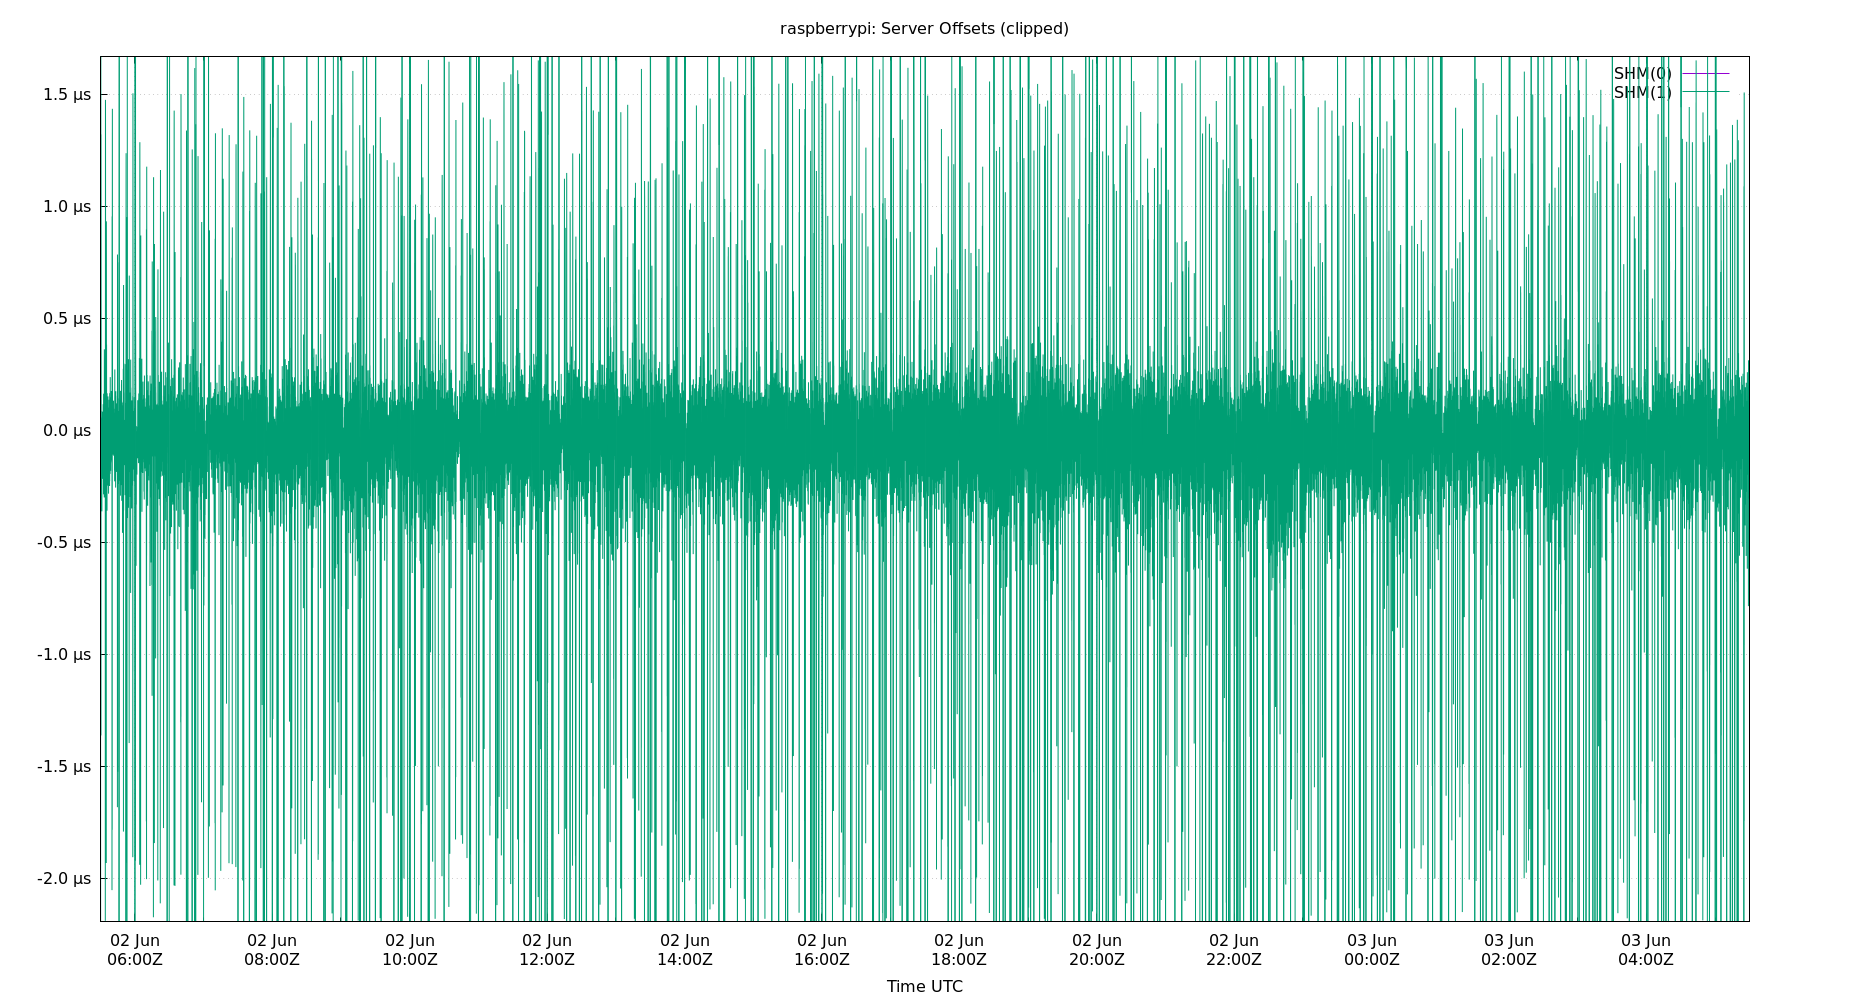 raspberrypi: Server Offsets (clipped)
SHM(0)
SHM(1)
1.5 µs
1.0 µs
0.5 µs
0.0 µs
-0.5 µs
-1.0 µs
-1.5 µs
-2.0 µs
02 Jun 02 Jun 02 Jun 02 Jun 02 Jun 02 Jun 02 Jun 02 Jun 02 Jun 03 Jun 03 Jun 03 Jun
06:00Z 08:00Z 10:00Z 12:00Z 14:00Z 16:00Z 18:00Z 20:00Z 22:00Z 00:00Z 02:00Z 04:00Z
Time UTC